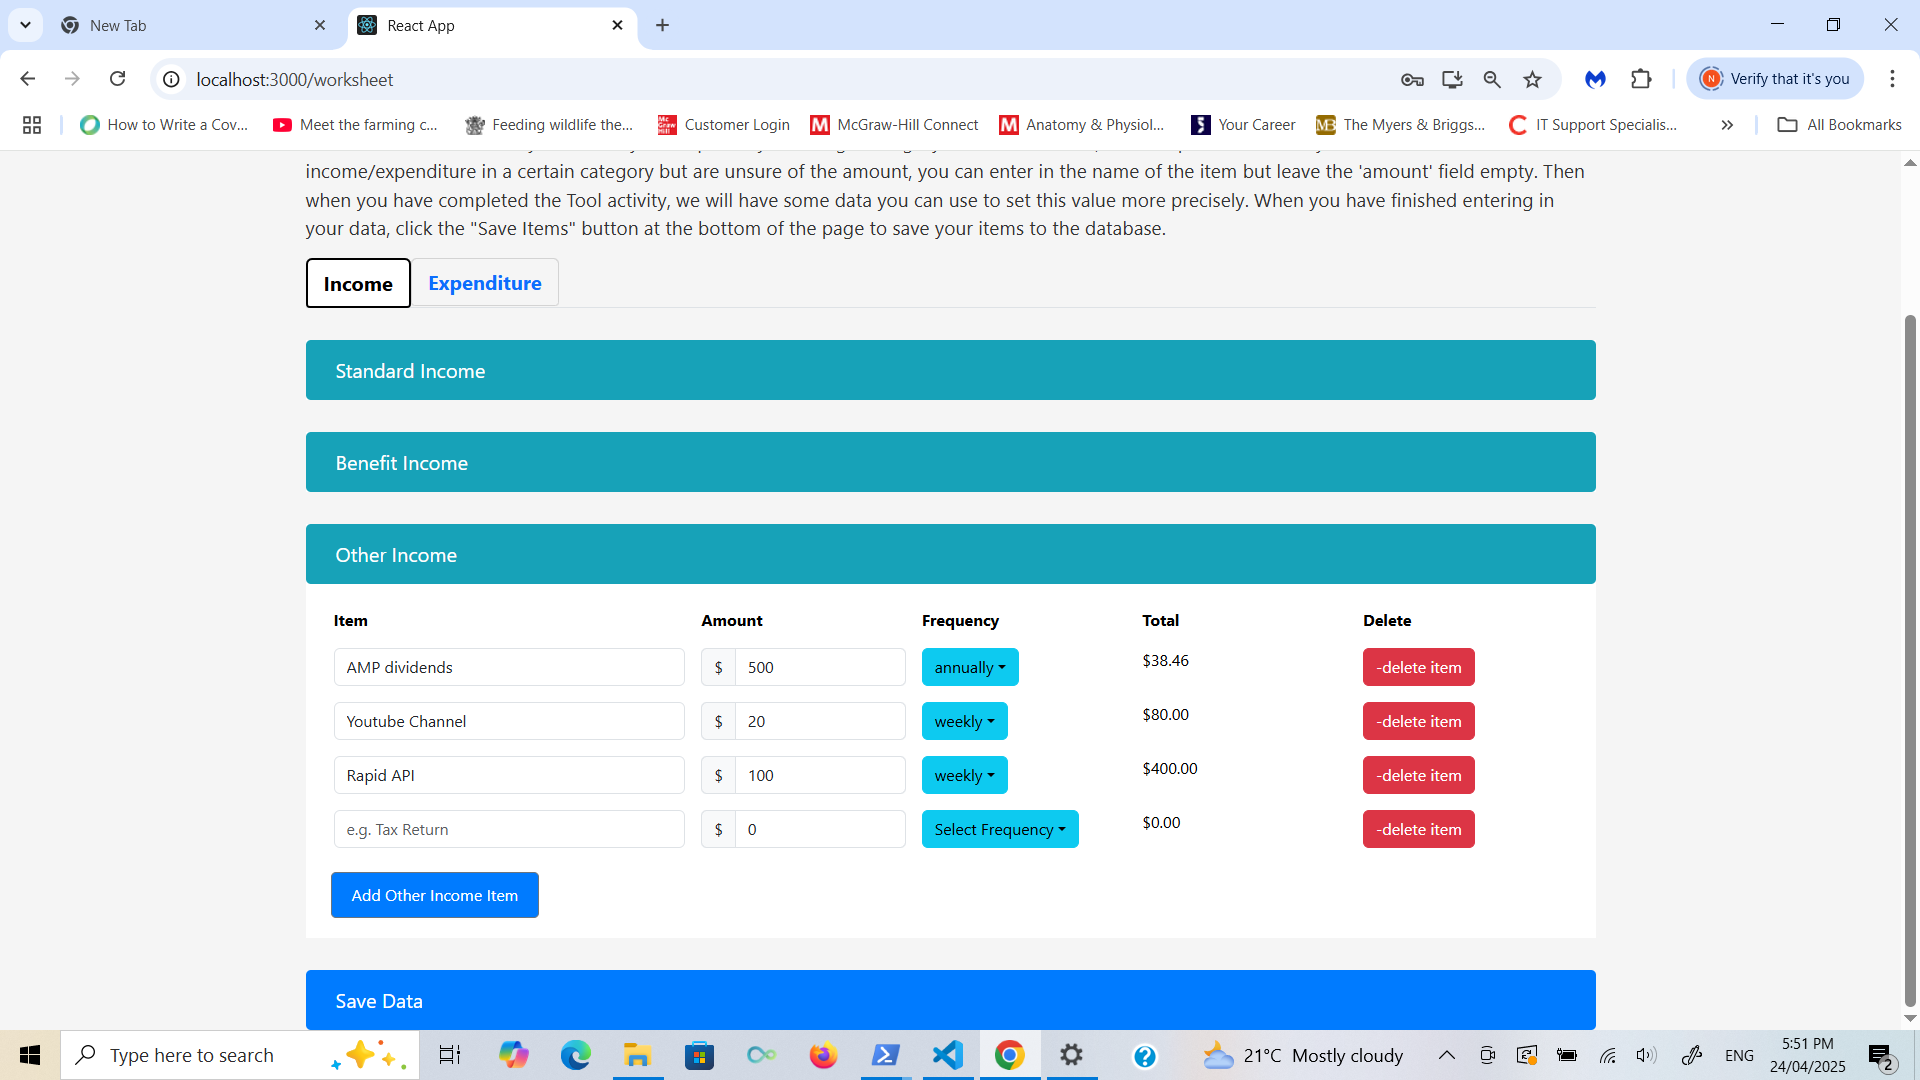 New Tab
React App
localhost:3000/worksheet
Verify that it's you
How to Write a Cov...
Meet the farming c...
Feeding wildlife the...
Customer Login
McGraw-Hill Connect
Anatomy & Physiol...
Your Career
The Myers & Briggs...
IT Support Specialis...
All Bookmarks
income/expenditure in a certain category but are unsure of the amount, you can enter in the name of the item but leave the 'amount' field empty. Then
when you have completed the Tool activity, we will have some data you can use to set this value more precisely. When you have finished entering in
your data, click the "Save Items" button at the bottom of the page to save your items to the database.
Income
Expenditure
Standard Income
Benefit Income
Other Income
Item Amount Frequency Total Delete
AMP dividends $ 500 annually $38.46 -delete item
Youtube Channel $ 20 weekly $80.00 -delete item
Rapid API $ 100 weekly $400.00 -delete item
e.g. Tax Return $ 0 Select Frequency $0.00 -delete item
Add Other Income Item
Save Data
Type here to search
21°C Mostly cloudy
ENG
5:51 PM
24/04/2025
2